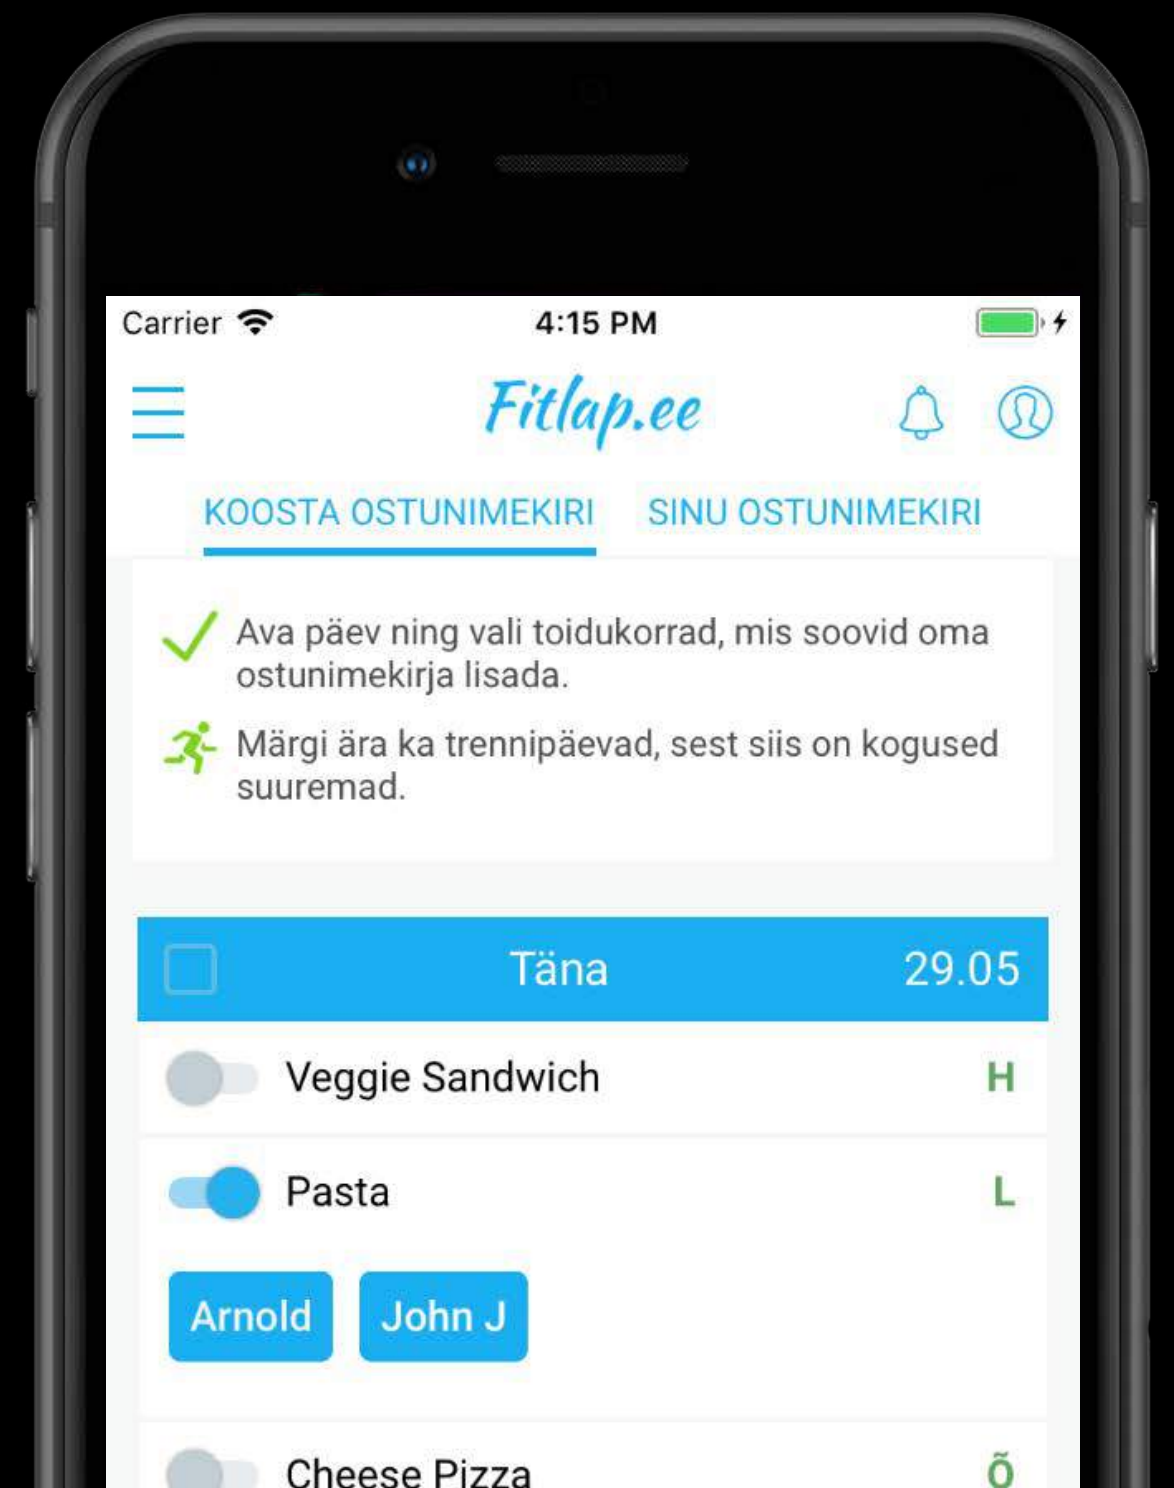 Carrier 4:15 PM
Fitlap.ee
KOOSTA OSTUNIMEKIRI SINU OSTUNIMEKIRI
Ava päev ning vali toidukorrad, mis soovid oma
ostunimekirja lisada.
Märgi ära ka trennipäevad, sest siis on kogused
suuremad.
Täna 29.05
Veggie Sandwich H
Pasta L
Arnold John J
Cheese Pizza Õ